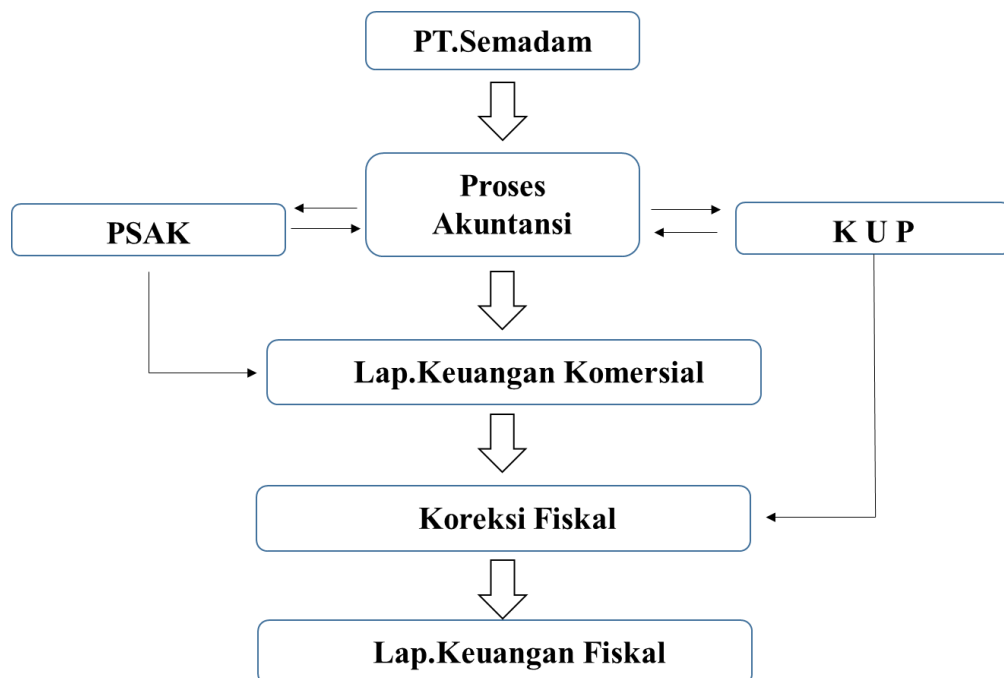 PT.Semadam
Proses
Akuntansi
PSAK
K U P
Lap.Keuangan Komersial
Koreksi Fiskal
Lap.Keuangan Fiskal